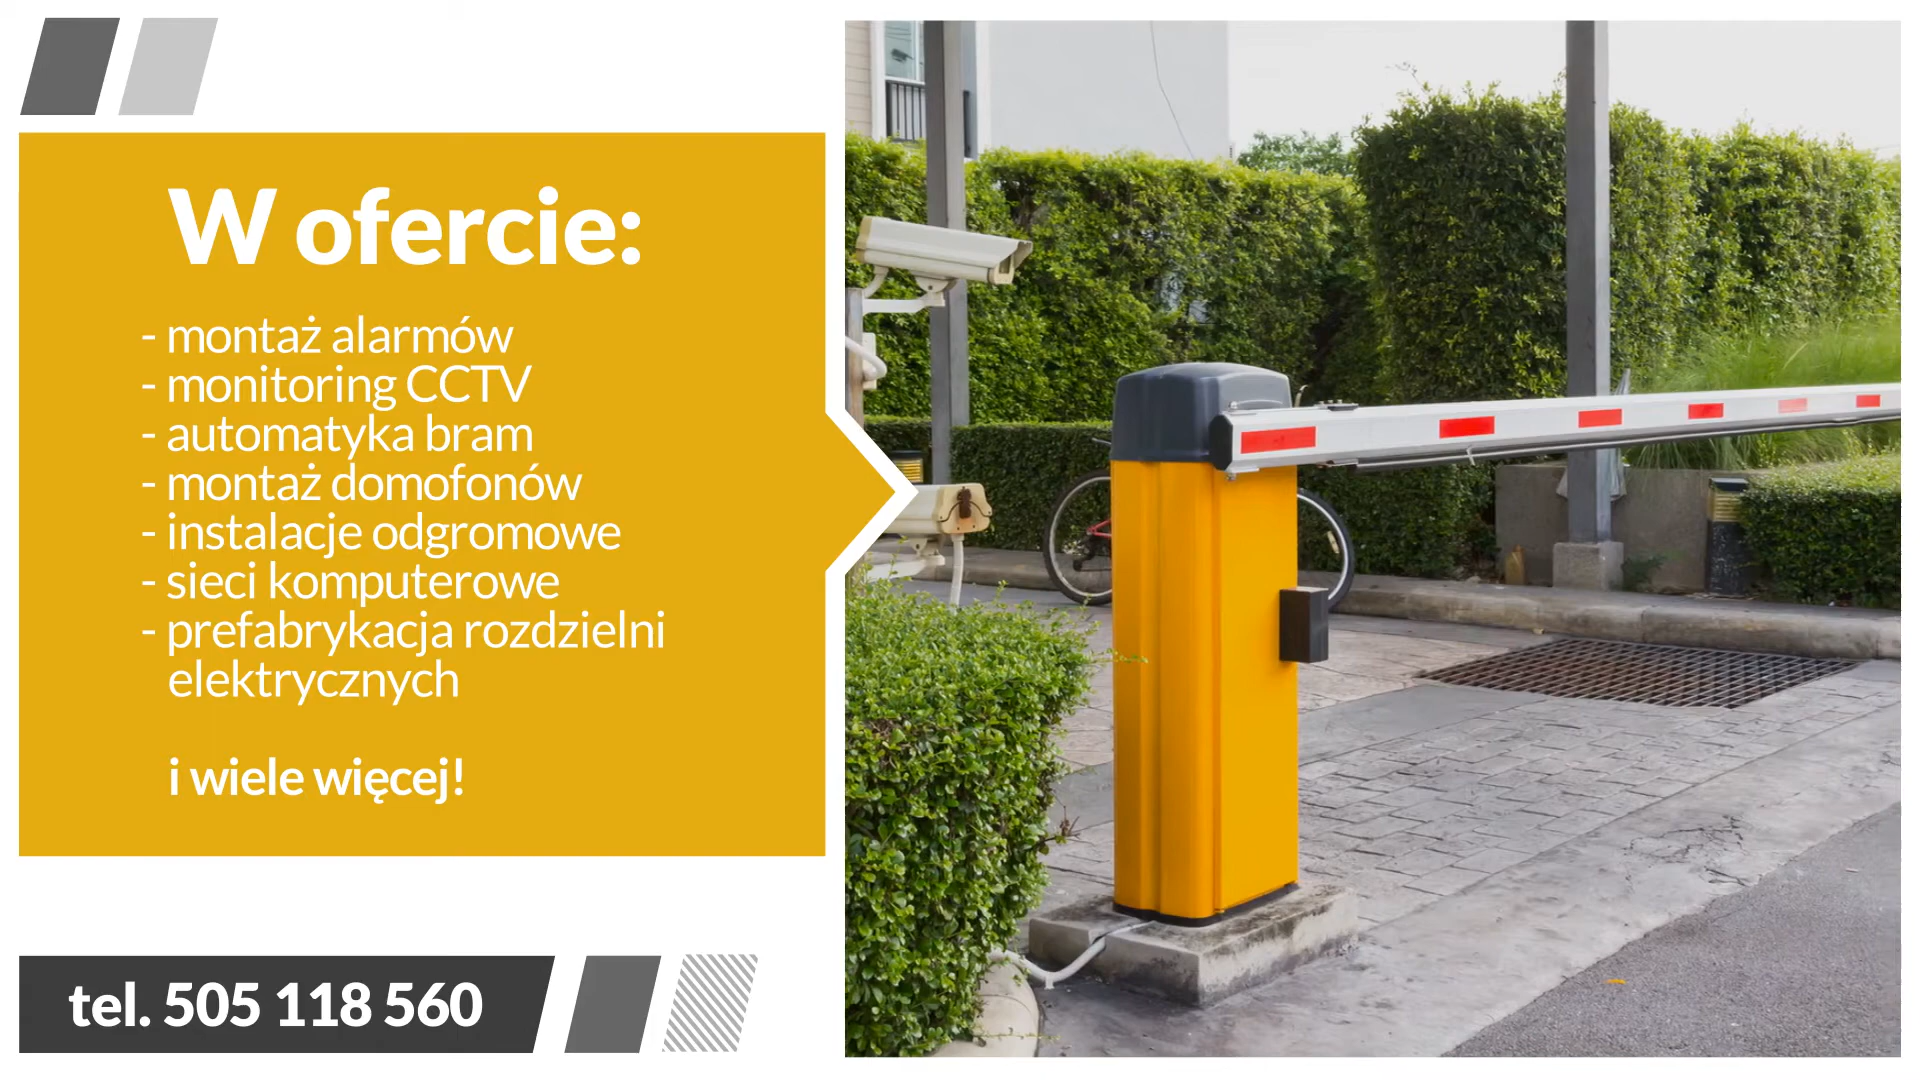 W ofercie:
- montaż alarmów
- monitoring CCTV
- automatyka bram
- montaż domofonów
- instalacje odgromowe
- sieci komputerowe
- prefabrykacja rozdzielni
elektrycznych
i wiele więcej!
tel. 505 118 560